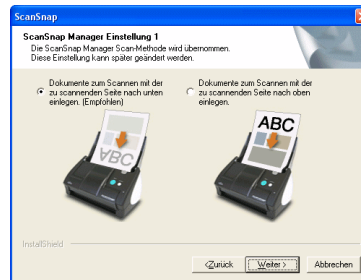 ScanSnap
ScanSnap Manager Einstellung 1
Die ScanSnap Manager Scan-Methode wird übernommen.
Diese Einstellung kann später geändert werden.
Dokumente zum Scannen mit der
zu scannenden Seite nach unten
einlegen. (Empfohlen)
Dokumente zum Scannen mit der
zu scannenden Seite nach oben
einlegen.
ABC
ABC
InstallShield
<Zurück
Weiter >
Abbrechen